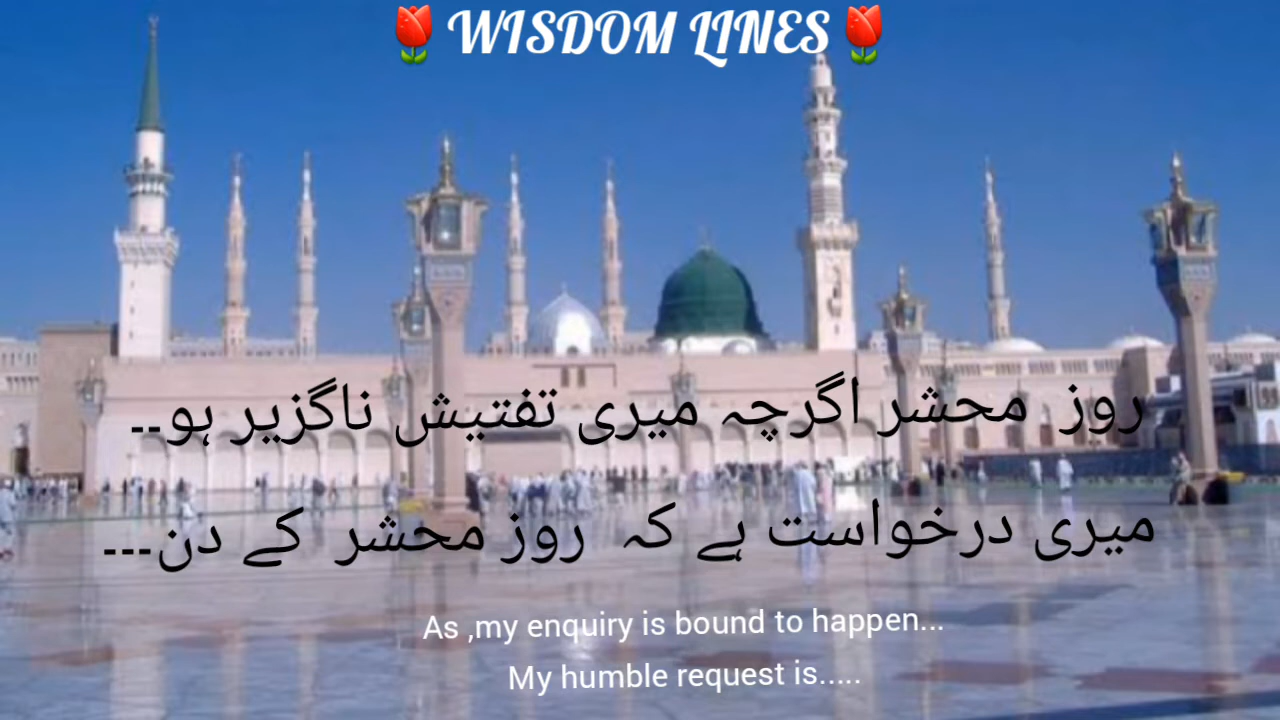 🌷WISDOM LINES🌷
روز محشر اگرچہ میری تفتیش ناگزیر ہو۔۔
میری درخواست ہے کہ روز محشر کے دن۔۔۔
As ,my enquiry is bound to happen...
My humble request is.....